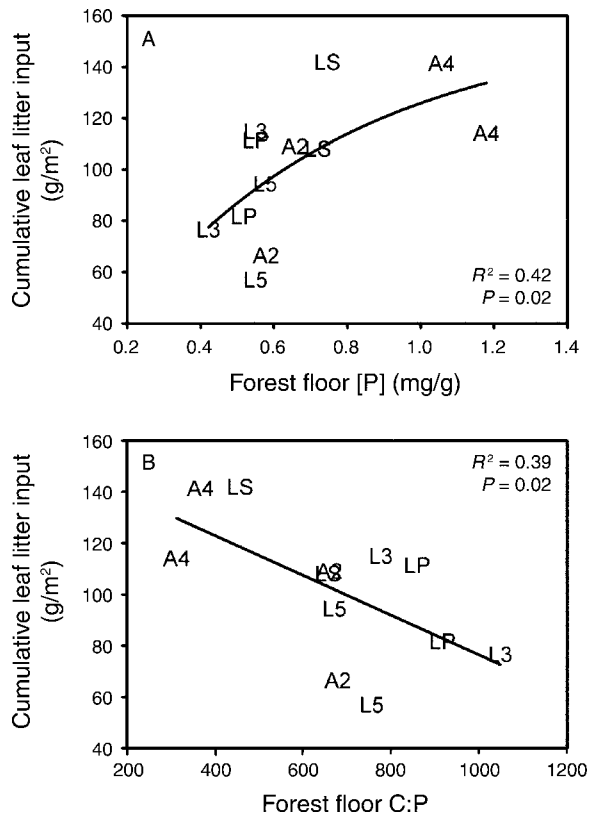 160
A
LS
A4
140
Cumulative leaf litter input
(g/m²)
120
L3
LP
A4
A2
LS
100
L5
80
LP
L3
A2
60
L5
R² = 0.42
P = 0.02
40
0.2 0.4 0.6 0.8 1.0 1.2 1.4
Forest floor [P] (mg/g)
160
B
R² = 0.39
P = 0.02
A4 LS
140
Cumulative leaf litter input
(g/m²)
120
A4
L3
LP
A2
LS
100
L5
80
LP
L3
A2
60
L5
40
200 400 600 800 1000 1200
Forest floor C:P